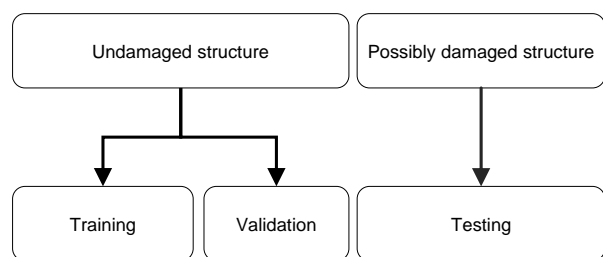 Undamaged structure
Possibly damaged structure
Training
Validation
Testing